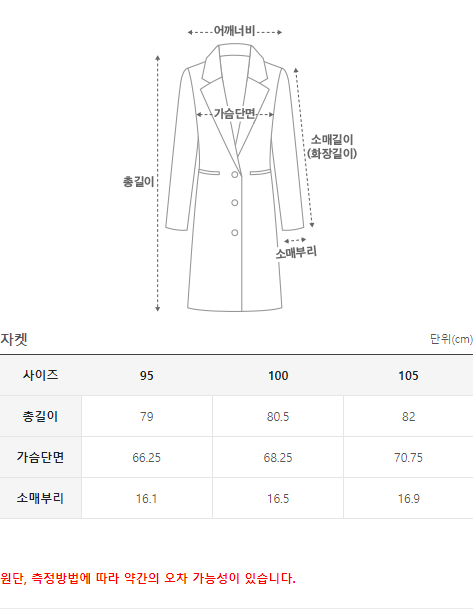 어깨너비
가슴단면
소매길이
(화장길이)
총길이
소매부리
자켓 단위(cm)
사이즈 95 100 105
총길이 79 80.5 82
가슴단면 66.25 68.25 70.75
소매부리 16.1 16.5 16.9
원단, 측정방법에 따라 약간의 오차 가능성이 있습니다.